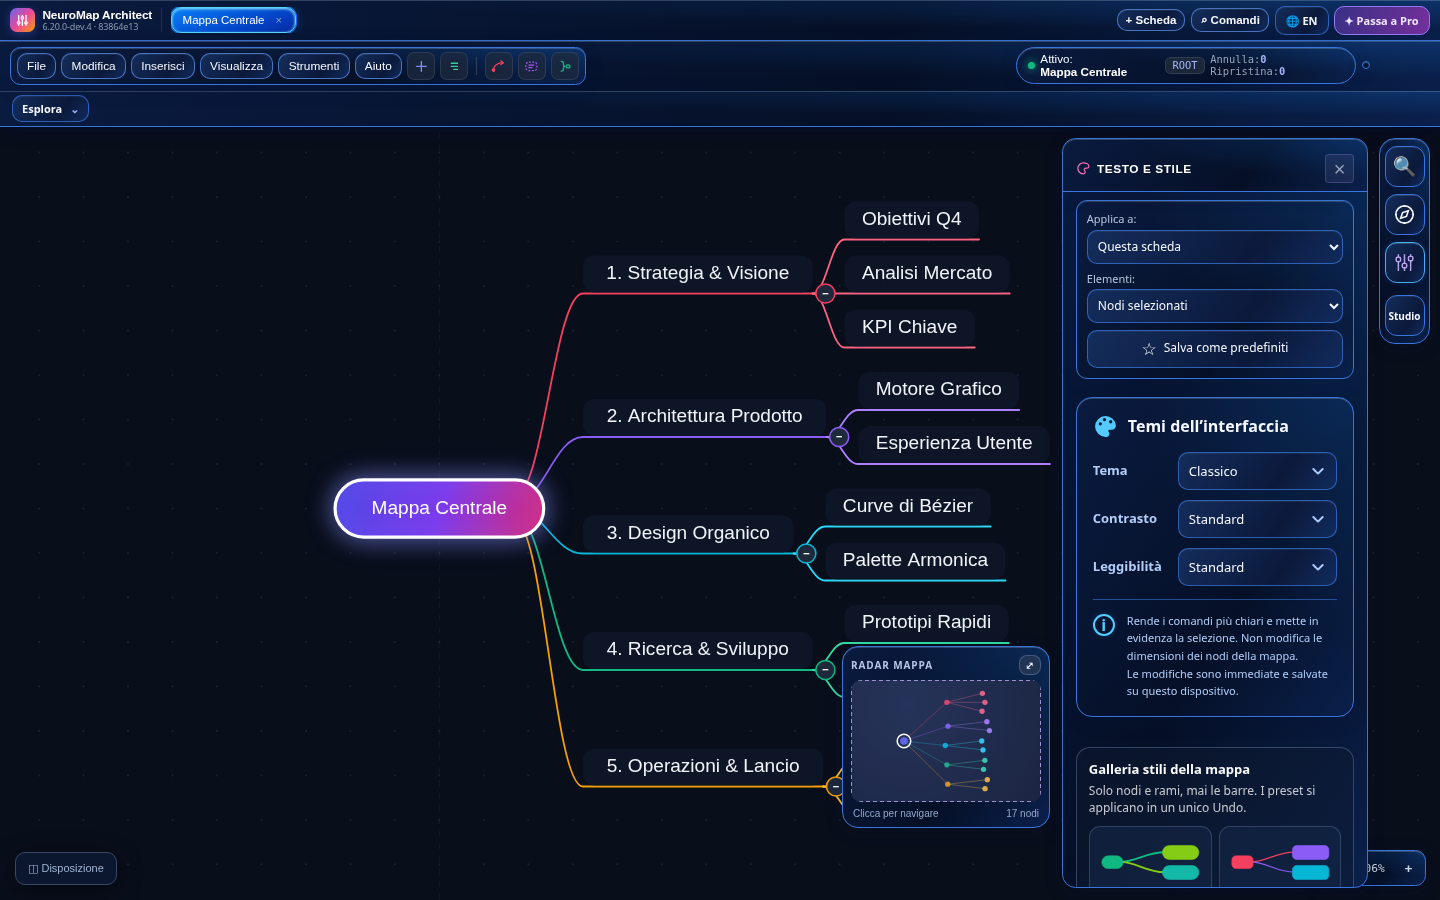 NeuroMap Architect
6.20.0-dev.4 · 83864e13
Mappa Centrale ×
+ Scheda
⌕ Comandi
🌐 EN
✦ Passa a Pro
File
Modifica
Inserisci
Visualizza
Strumenti
Aiuto
Attivo:
Mappa Centrale
ROOT
Annulla:0
Ripristina:0
Esplora
Obiettivi Q4
1. Strategia & Visione
Analisi Mercato
KPI Chiave
Motore Grafico
2. Architettura Prodotto
Esperienza Utente
Mappa Centrale
Curve di Bézier
3. Design Organico
Palette Armonica
Prototipi Rapidi
4. Ricerca & Sviluppo
5. Operazioni & Lancio
RADAR MAPPA
Clicca per navigare
17 nodi
◫ Disposizione
TESTO E STILE
Applica a:
Questa scheda
Elementi:
Nodi selezionati
☆ Salva come predefiniti
Temi dell’interfaccia
Tema
Classico
Contrasto
Standard
Leggibilità
Standard
Rende i comandi più chiari e mette in
evidenza la selezione. Non modifica le
dimensioni dei nodi della mappa.
Le modifiche sono immediate e salvate
su questo dispositivo.
Galleria stili della mappa
Solo nodi e rami, mai le barre. I preset si
applicano in un unico Undo.
Studio
+